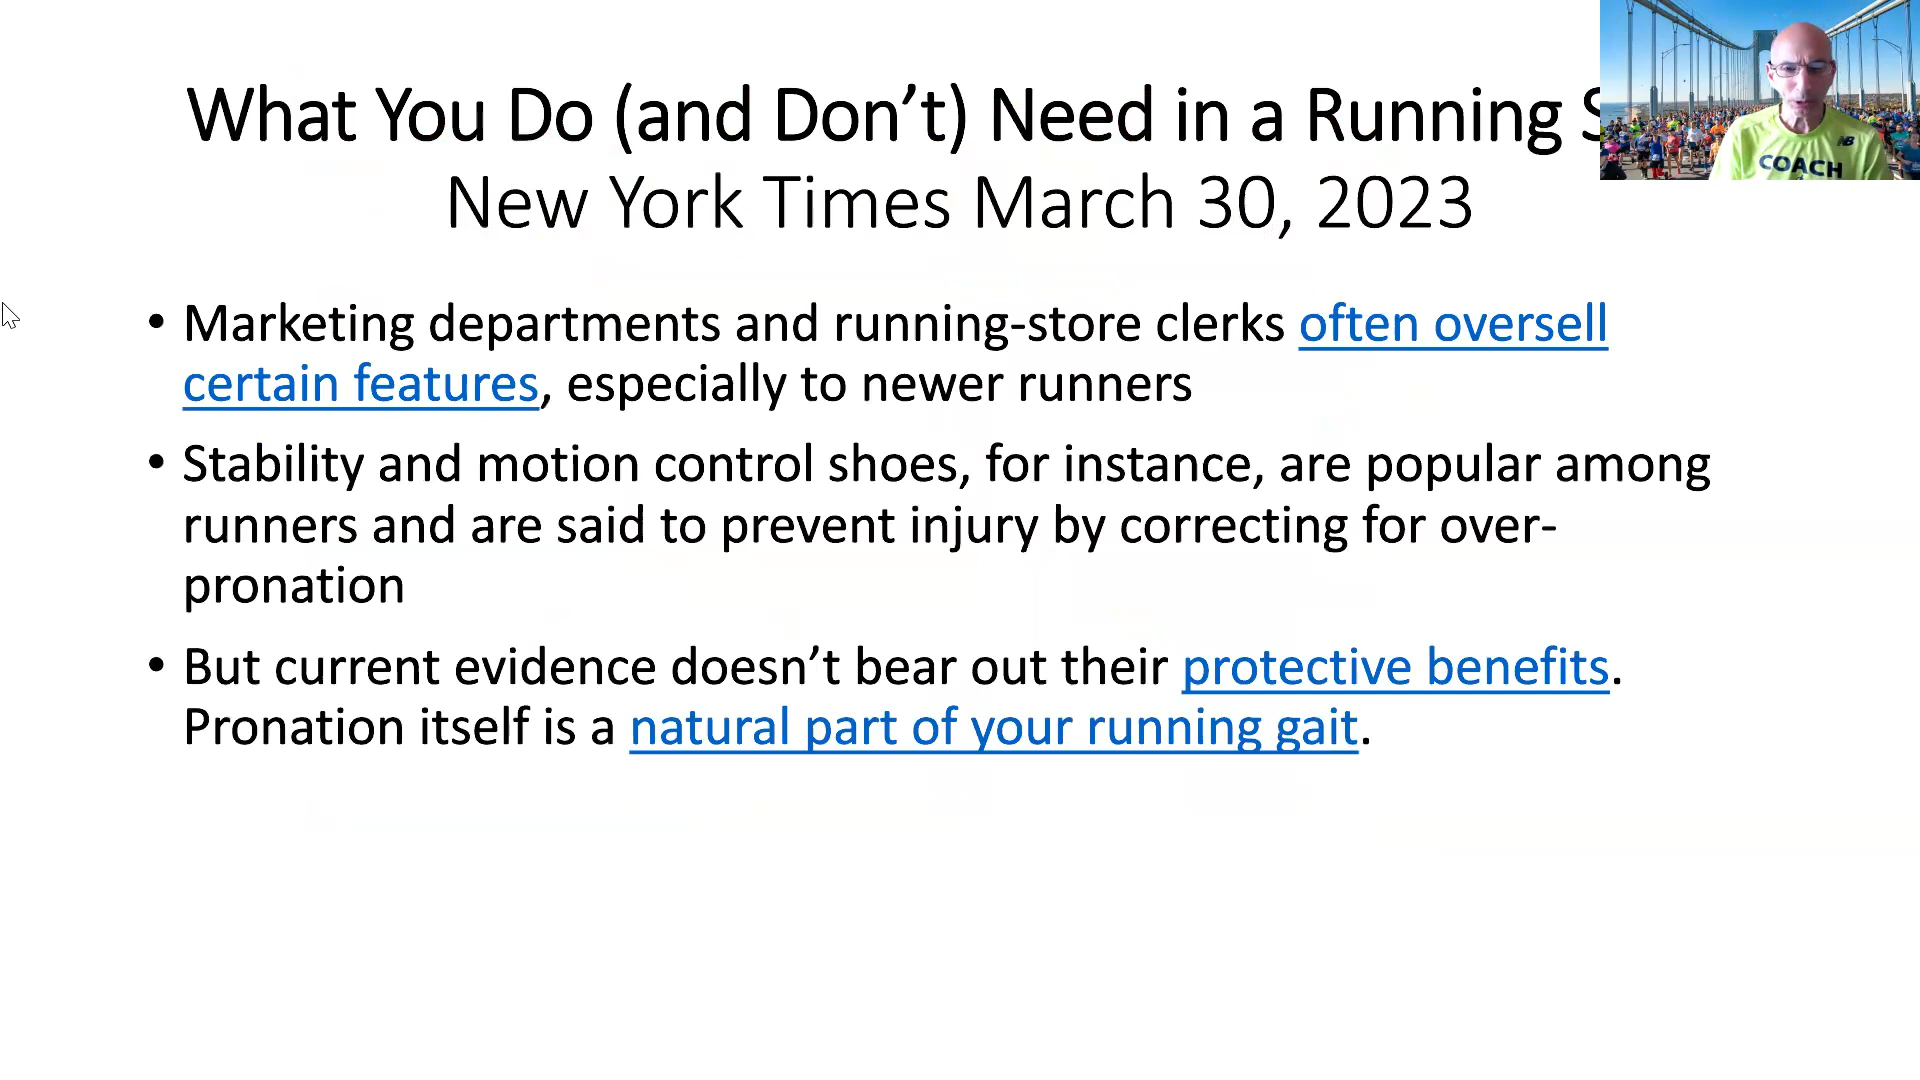 What You Do (and Don’t) Need in a Running
New York Times March 30, 2023
NB
COACH
• Marketing departments and running-store clerks often oversell
certain features, especially to newer runners
• Stability and motion control shoes, for instance, are popular among
runners and are said to prevent injury by correcting for over-
pronation
• But current evidence doesn’t bear out their protective benefits.
Pronation itself is a natural part of your running gait.